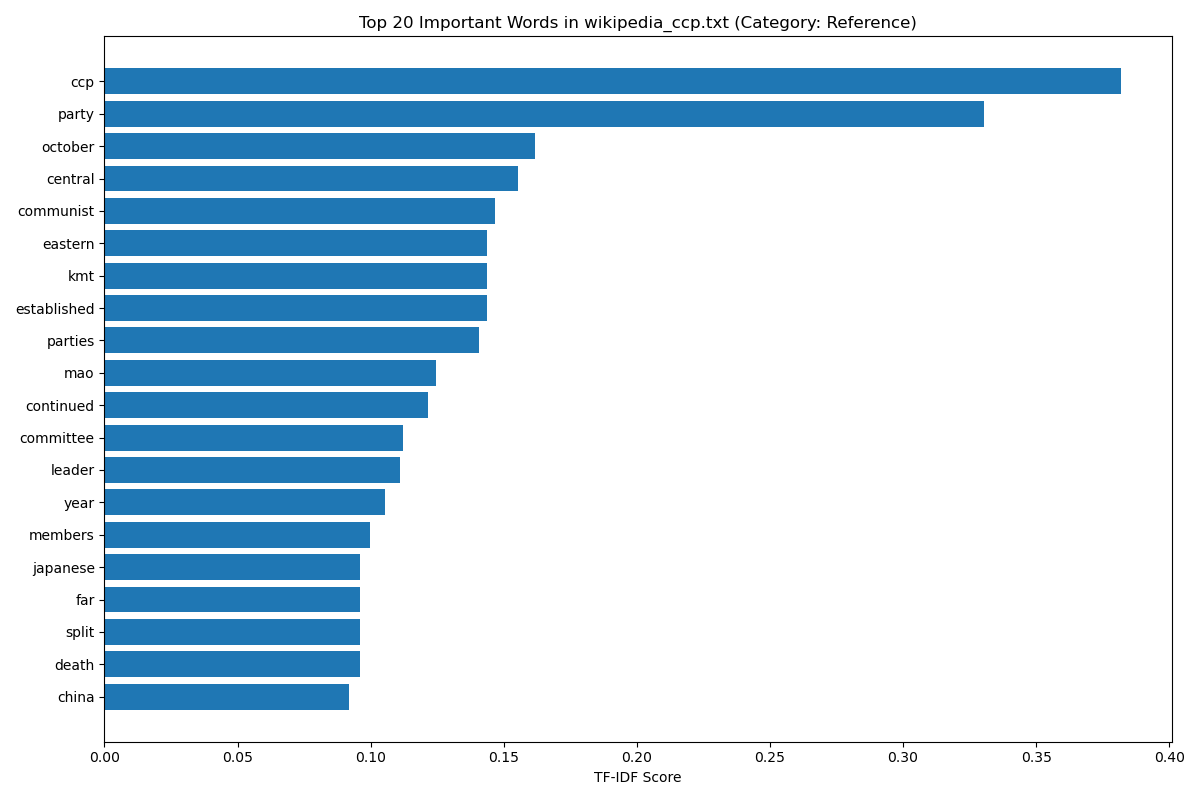 Top 20 Important Words in wikipedia_ccp.txt (Category: Reference)
ccp
party
october
central
communist
eastern
kmt
established
parties
mao
continued
committee
leader
year
members
japanese
far
split
death
china
0.00 0.05 0.10 0.15 0.20 0.25 0.30 0.35 0.40
TF-IDF Score